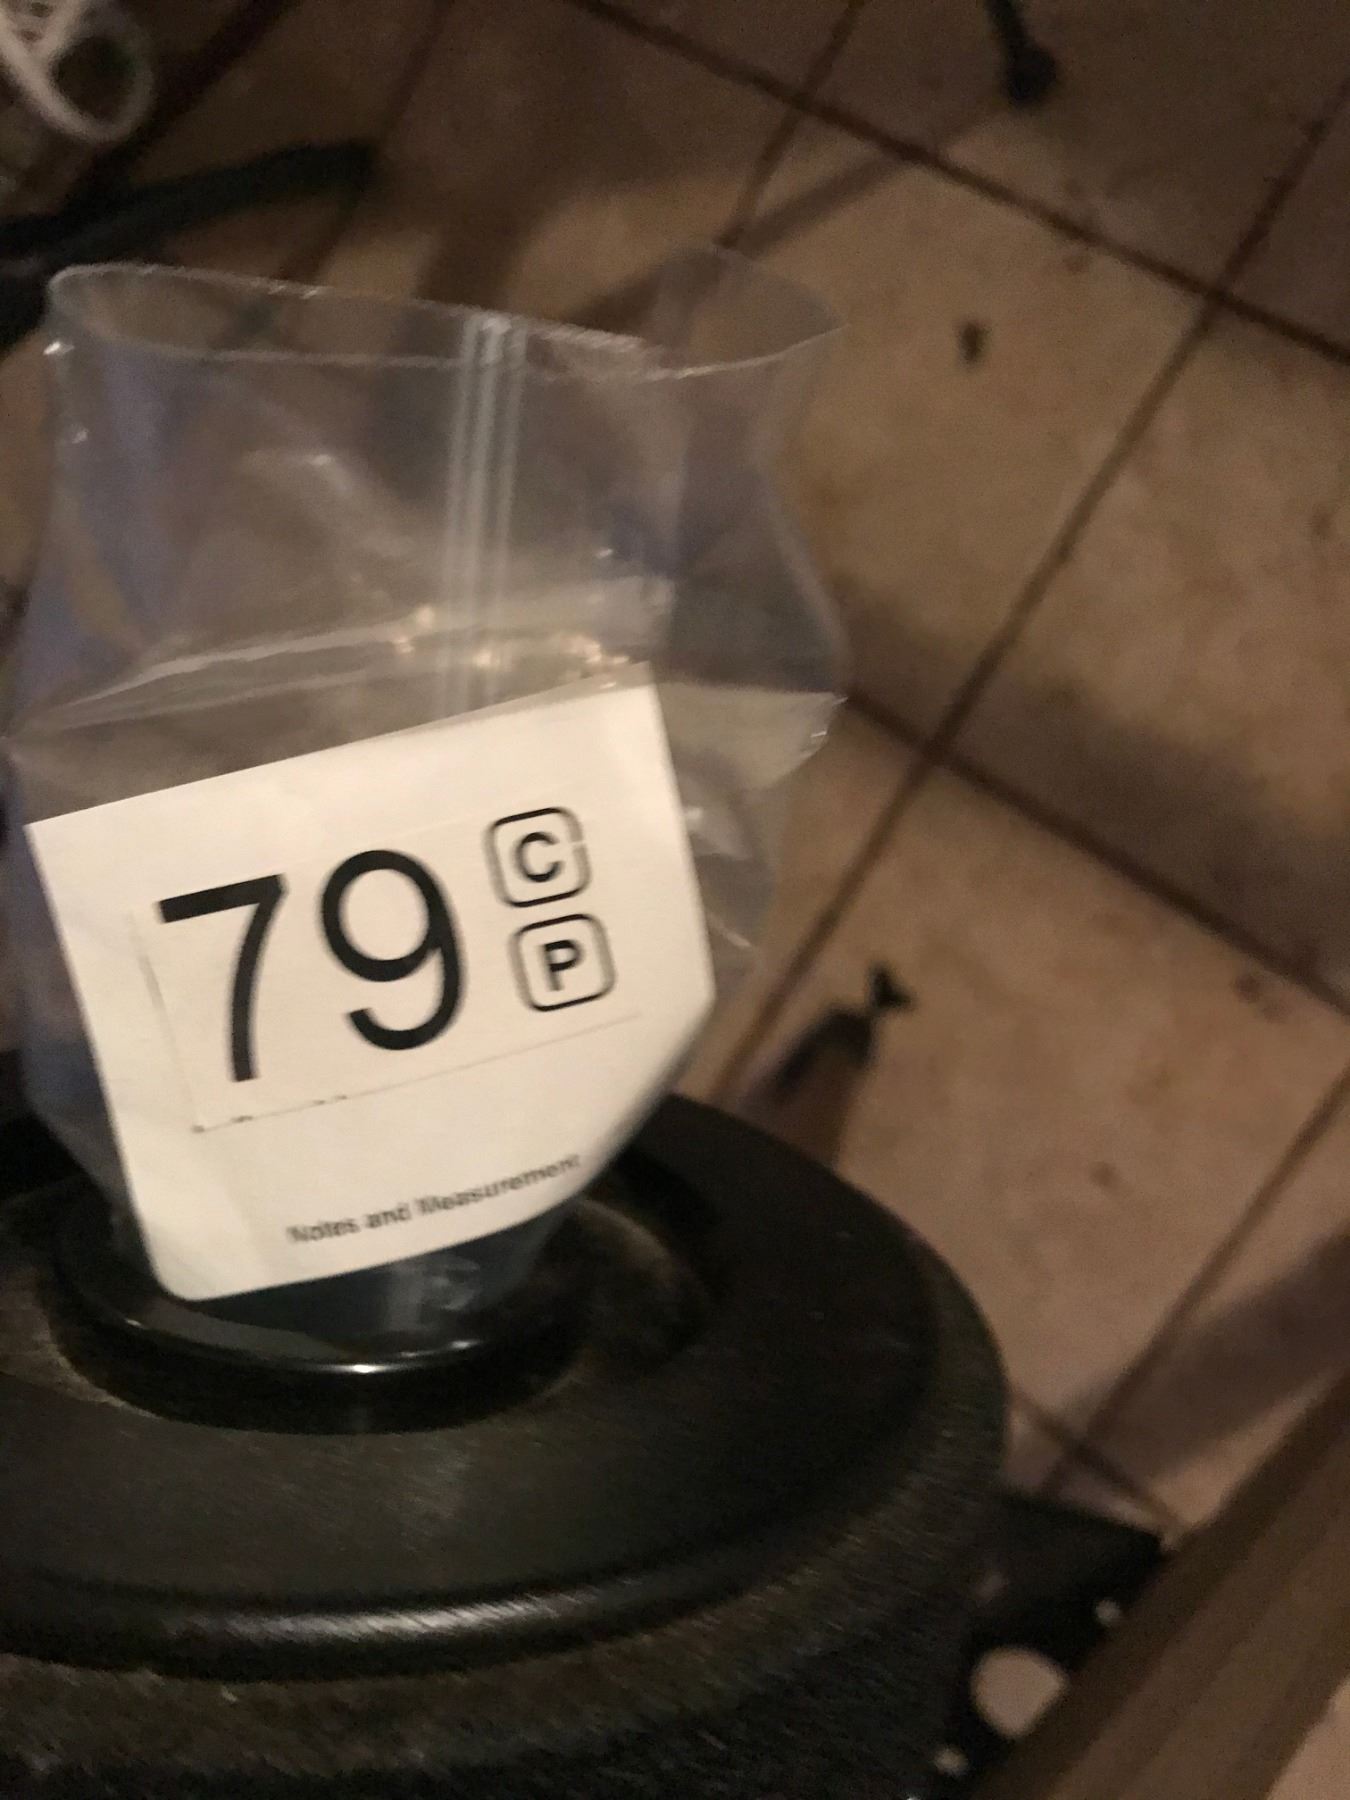 79 C
P
Notes and Measurement